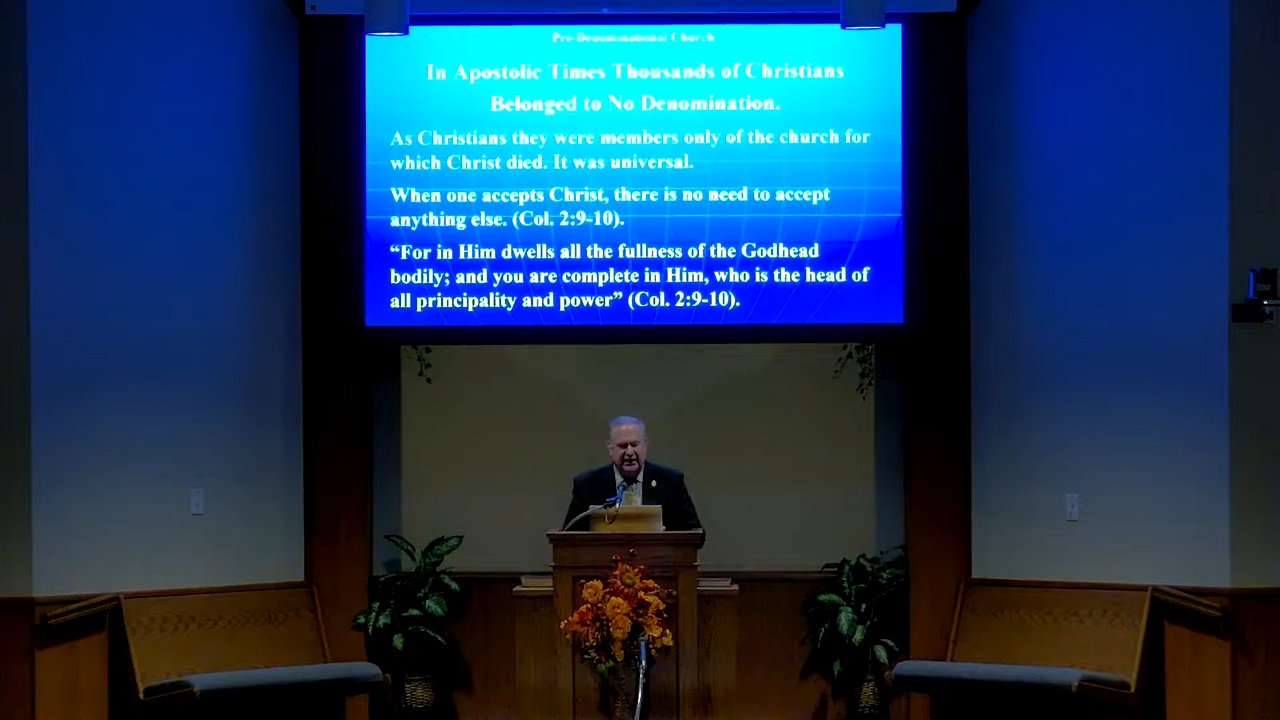 Pre-Denominational Church
In Apostolic Times Thousands of Christians
Belonged to No Denomination.
As Christians they were members only of the church for
which Christ died. It was universal.
When one accepts Christ, there is no need to accept
anything else. (Col. 2:9-10).
“For in Him dwells all the fullness of the Godhead
bodily; and you are complete in Him, who is the head of
all principality and power” (Col. 2:9-10).